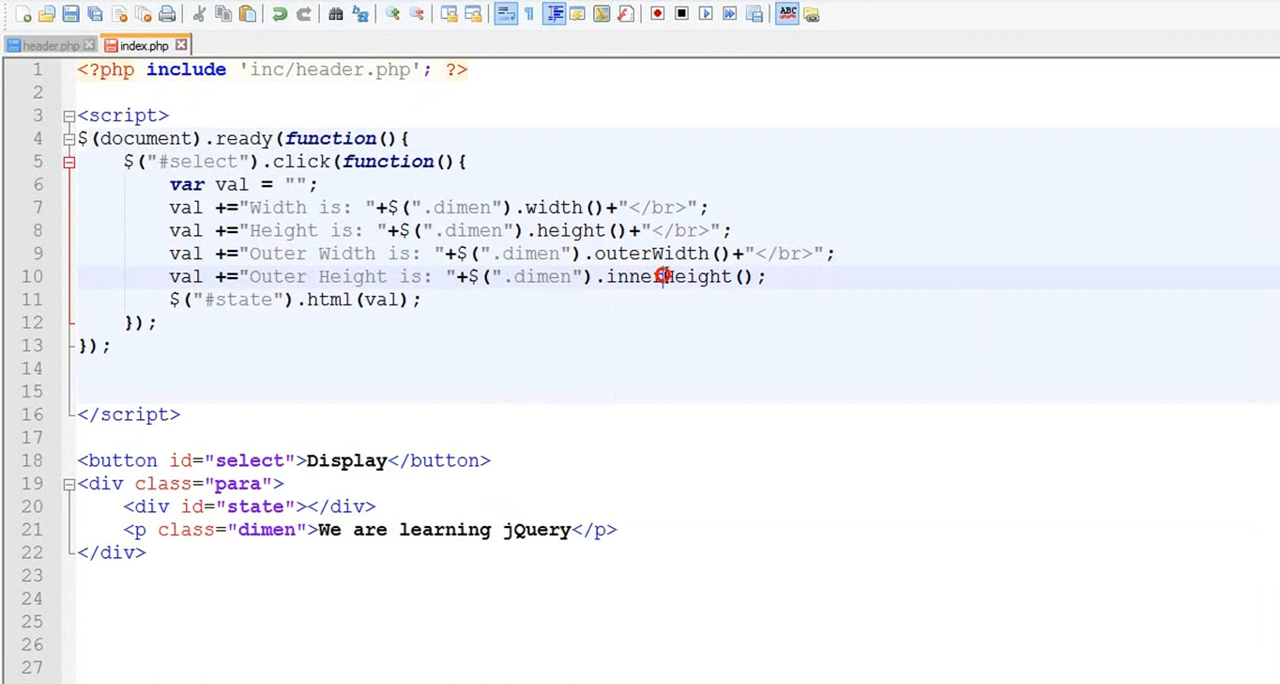 ABC
header.php index.php
1 <?php include 'inc/header.php'; ?>
2
3 <script>
4 $(document).ready(function(){
5 $("#select").click(function(){
6 var val = "";
7 val +="Width is: "+$(".dimen").width()+"</br>";
8 val +="Height is: "+$(".dimen").height()+"</br>";
9 val +="Outer Width is: "+$(".dimen").outerWidth()+"</br>";
10 val +="Outer Height is: "+$(".dimen").innerHeight();
11 $("#state").html(val);
12 });
13 });
14
15
16 </script>
17
18 <button id="select">Display</button>
19 <div class="para">
20 <div id="state"></div>
21 <p class="dimen">We are learning jQuery</p>
22 </div>
23
24
25
26
27